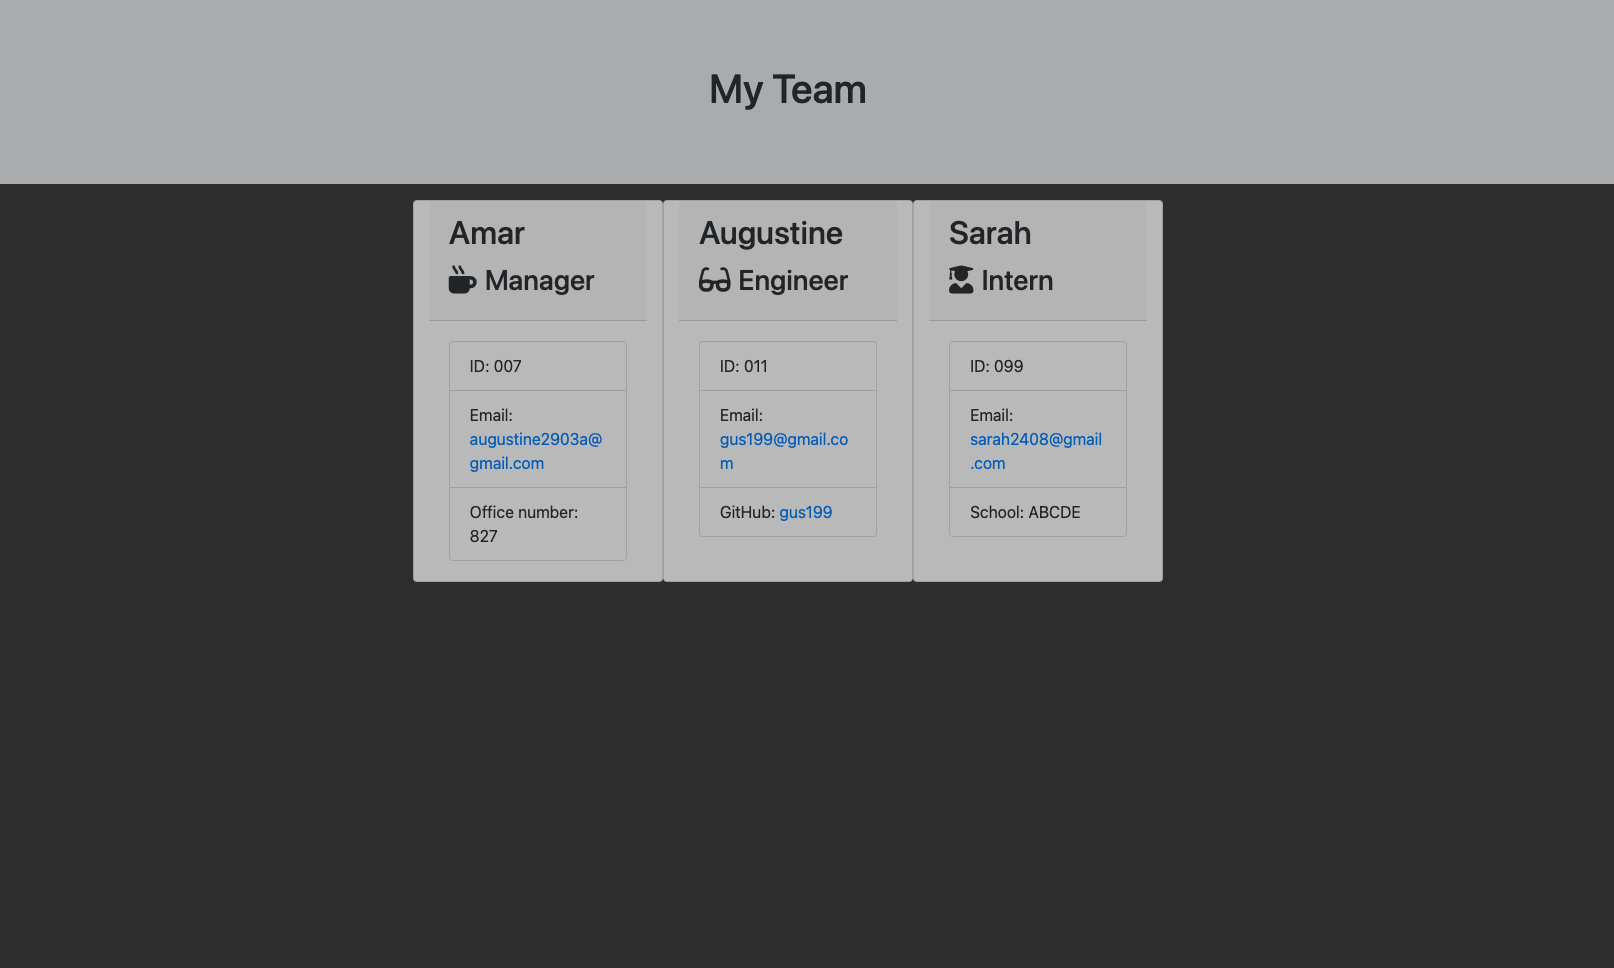 My Team
Amar
Manager
ID: 007
Email:
augustine2903a@
gmail.com
Office number:
827
Augustine
Engineer
ID: 011
Email:
gus199@gmail.co
m
GitHub: gus199
Sarah
Intern
ID: 099
Email:
sarah2408@gmail
.com
School: ABCDE